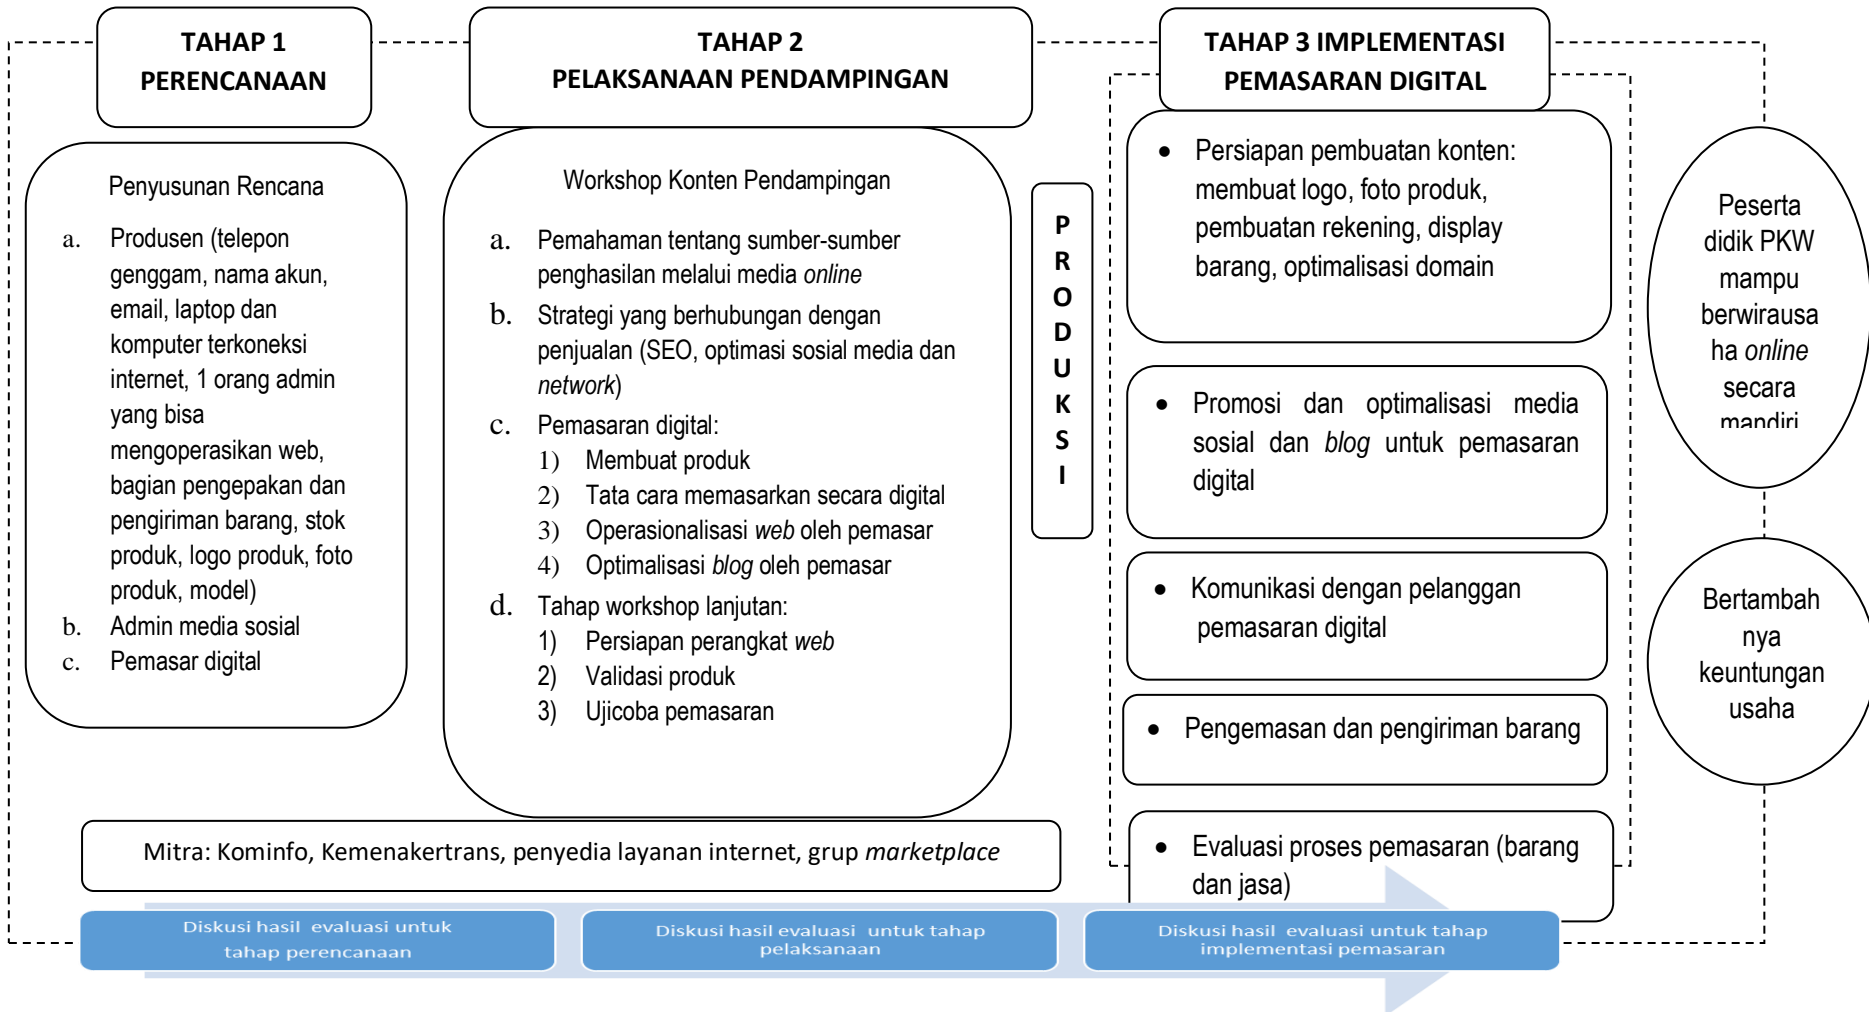 TAHAP 1
PERENCANAAN
Penyusunan Rencana
a. Produsen (telepon
genggam, nama akun,
email, laptop dan
komputer terkoneksi
internet, 1 orang admin
yang bisa
mengoperasikan web,
bagian pengepakan dan
pengiriman barang, stok
produk, logo produk, foto
produk, model)
b. Admin media sosial
c. Pemasar digital
TAHAP 2
PELAKSANAAN PENDAMPINGAN
Workshop Konten Pendampingan
a. Pemahaman tentang sumber-sumber
penghasilan melalui media online
b. Strategi yang berhubungan dengan
penjualan (SEO, optimasi sosial media dan
network)
c. Pemasaran digital:
1) Membuat produk
2) Tata cara memasarkan secara digital
3) Operasionalisasi web oleh pemasar
4) Optimalisasi blog oleh pemasar
d. Tahap workshop lanjutan:
1) Persiapan perangkat web
2) Validasi produk
3) Ujicoba pemasaran
P
R
O
D
U
K
S
I
TAHAP 3 IMPLEMENTASI
PEMASARAN DIGITAL
• Persiapan pembuatan konten:
membuat logo, foto produk,
pembuatan rekening, display
barang, optimalisasi domain
• Promosi dan optimalisasi media
sosial dan blog untuk pemasaran
digital
• Komunikasi dengan pelanggan
pemasaran digital
• Pengemasan dan pengiriman barang
• Evaluasi proses pemasaran (barang
dan jasa)
Peserta
didik PKW
mampu
berwirausa
ha online
secara
mandiri
Bertambah
nya
keuntungan
usaha
Mitra: Kominfo, Kemenakertrans, penyedia layanan internet, grup marketplace
Diskusi hasil evaluasi untuk
tahap perencanaan
Diskusi hasil evaluasi untuk tahap
pelaksanaan
Diskusi hasil evaluasi untuk tahap
implementasi pemasaran